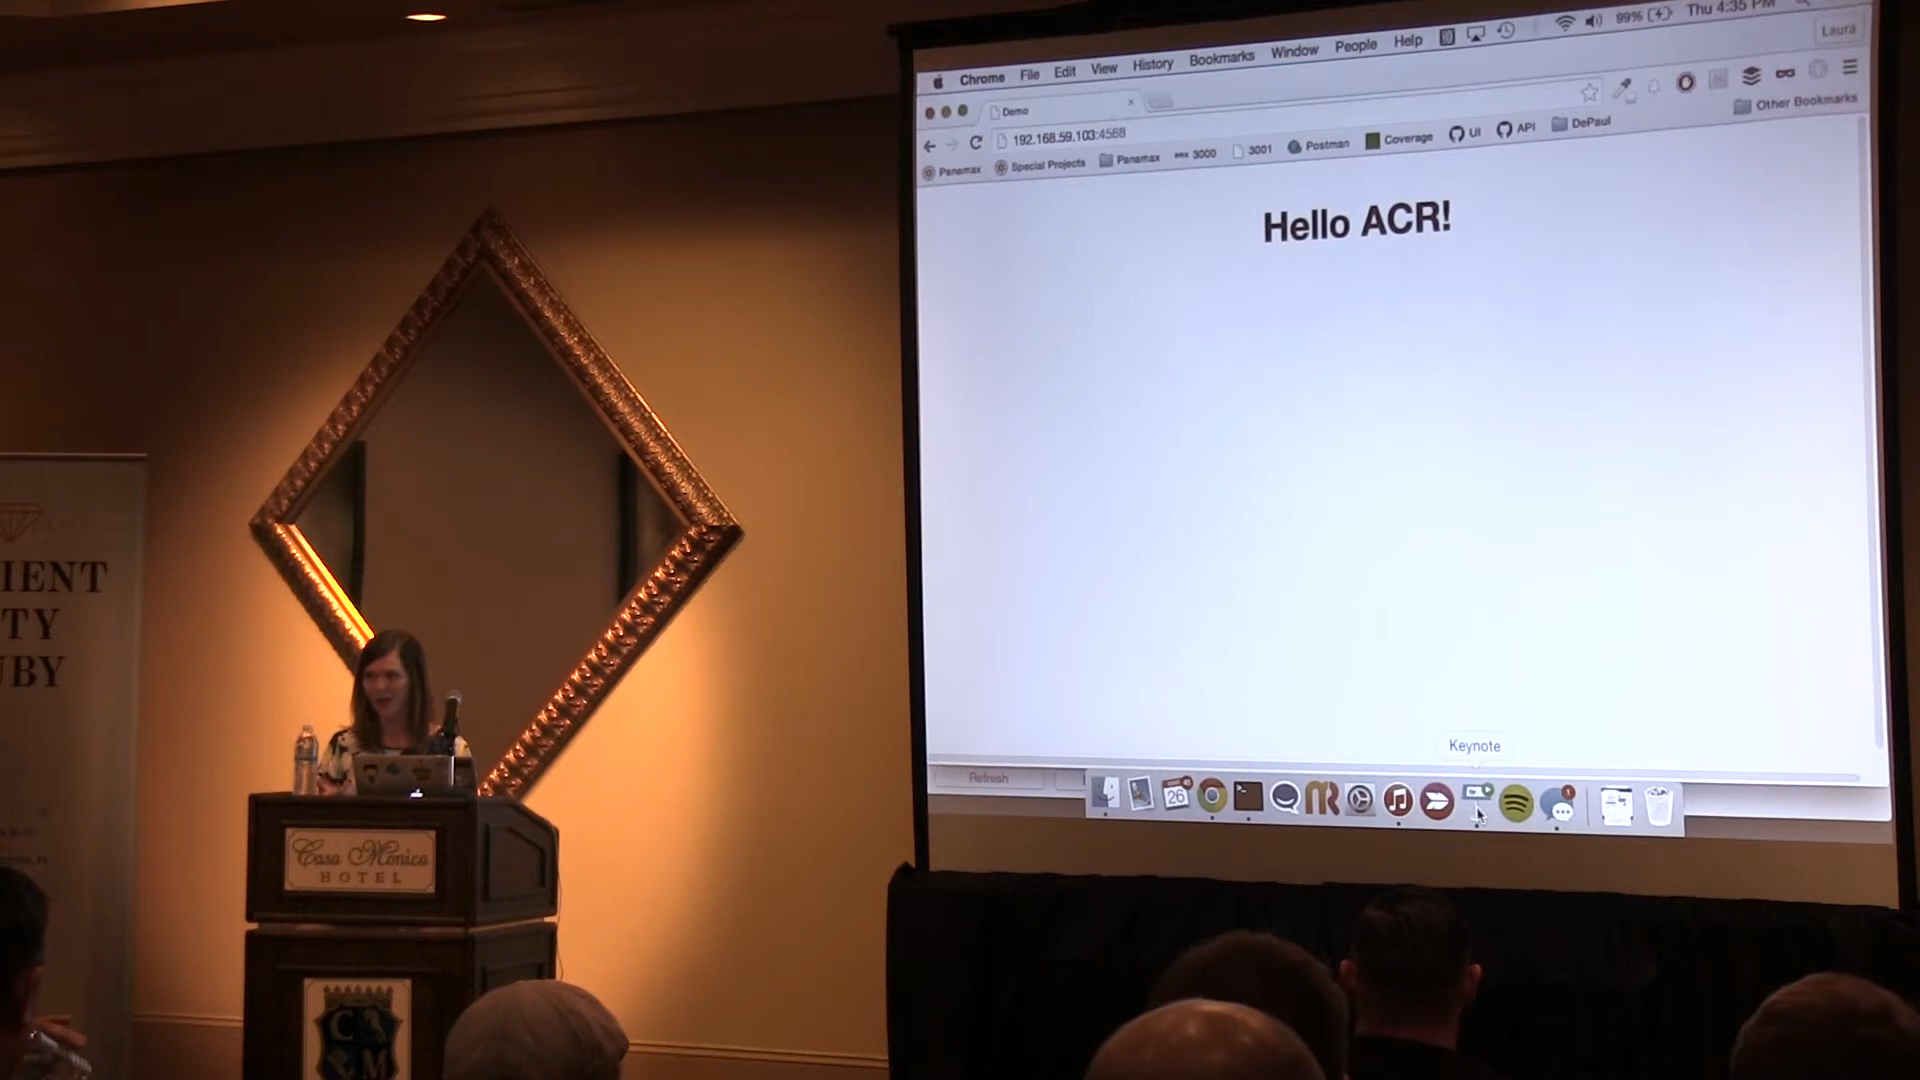 Chrome File Edit View History Bookmarks Window People Help 99% Thu 4:35 PM
Laura
Demo
192.168.59.103:4568
Panamax Special Projects Panamax 3000 3001 Postman Coverage UI API DePaul Other Bookmarks
Hello ACR!
Keynote
Refresh
26
1
IENT
TY
UBY
Casa Monica
HOTEL
C
M